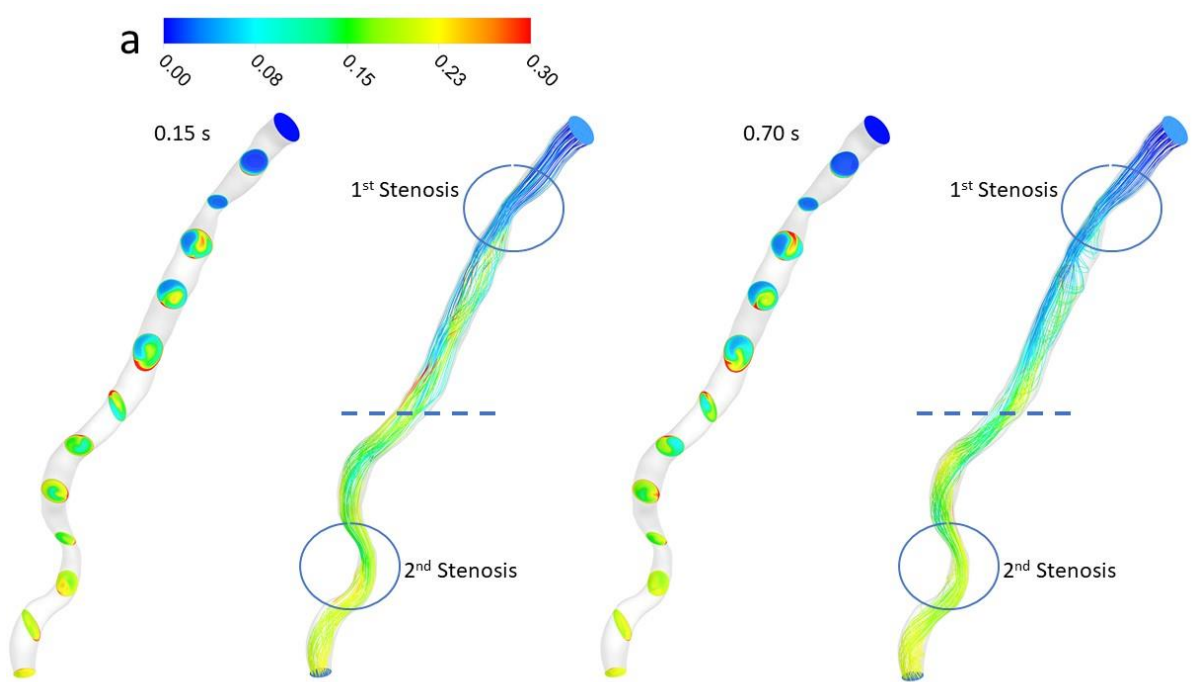 a
0.00 0.08 0.15 0.23 0.30
0.15 s
0.70 s
1st Stenosis
1st Stenosis
2nd Stenosis
2nd Stenosis